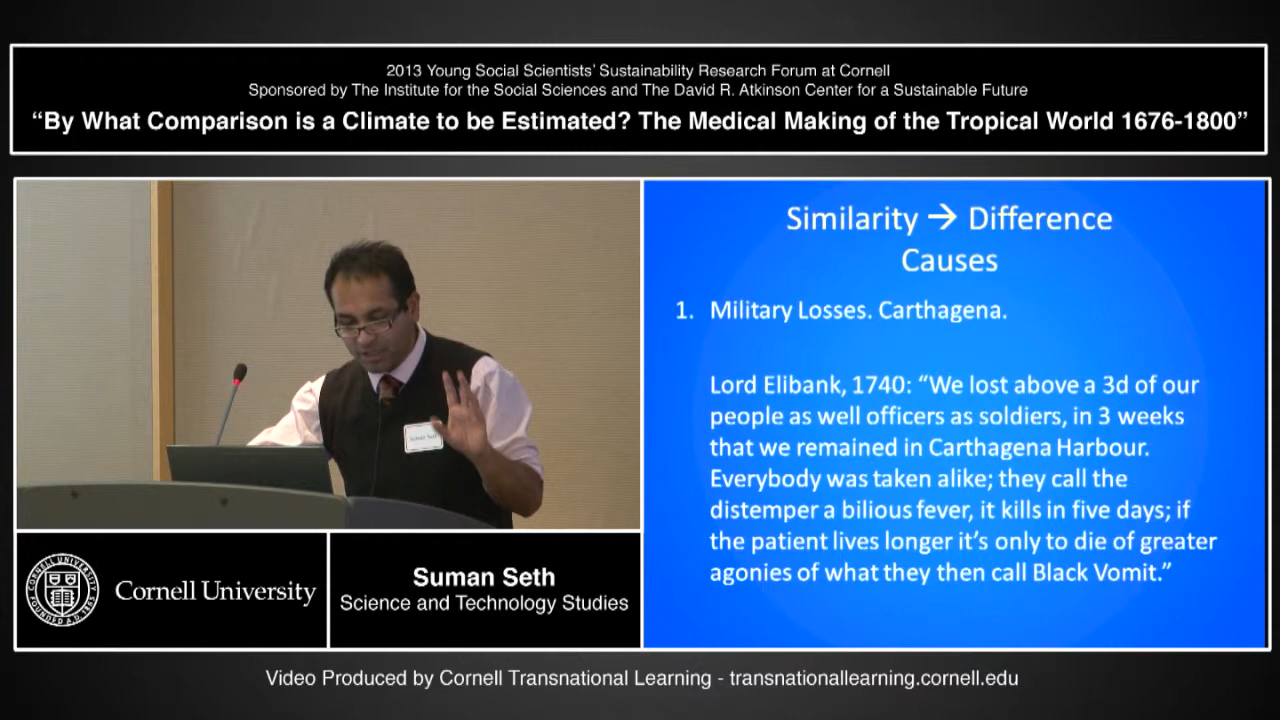 2013 Young Social Scientists’ Sustainability Research Forum at Cornell
Sponsored by The Institute for the Social Sciences and The David R. Atkinson Center for a Sustainable Future
“By What Comparison is a Climate to be Estimated? The Medical Making of the Tropical World 1676-1800”
Similarity → Difference
Causes
1. Military Losses. Carthagena.
Lord Elibank, 1740: “We lost above a 3d of our
people as well officers as soldiers, in 3 weeks
that we remained in Carthagena Harbour.
Everybody was taken alike; they call the
distemper a bilious fever, it kills in five days; if
the patient lives longer it’s only to die of greater
agonies of what they then call Black Vomit.”
Suman Seth
Cornell University
Suman Seth
Science and Technology Studies
Video Produced by Cornell Transnational Learning - transnationallearning.cornell.edu